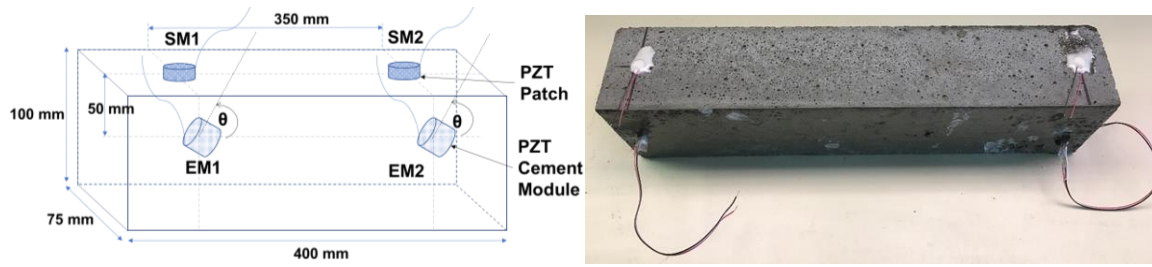 350 mm
SM1
SM2
PZT
Patch
100 mm
50 mm
θ
θ
EM1
EM2
PZT
Cement
Module
75 mm
400 mm